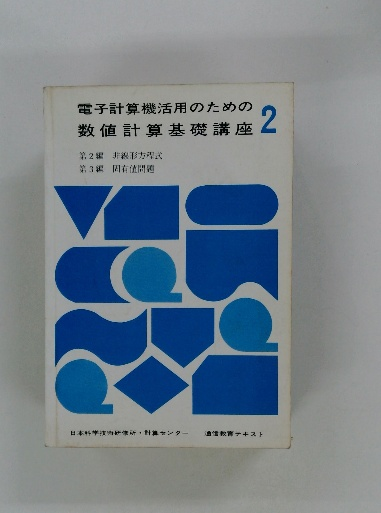 電子計算機活用のための
数値計算基礎講座 2
第2編 非線形方程式
第3編 固有値問題
日本科学技術研修所・計算センター 通信教育テキスト